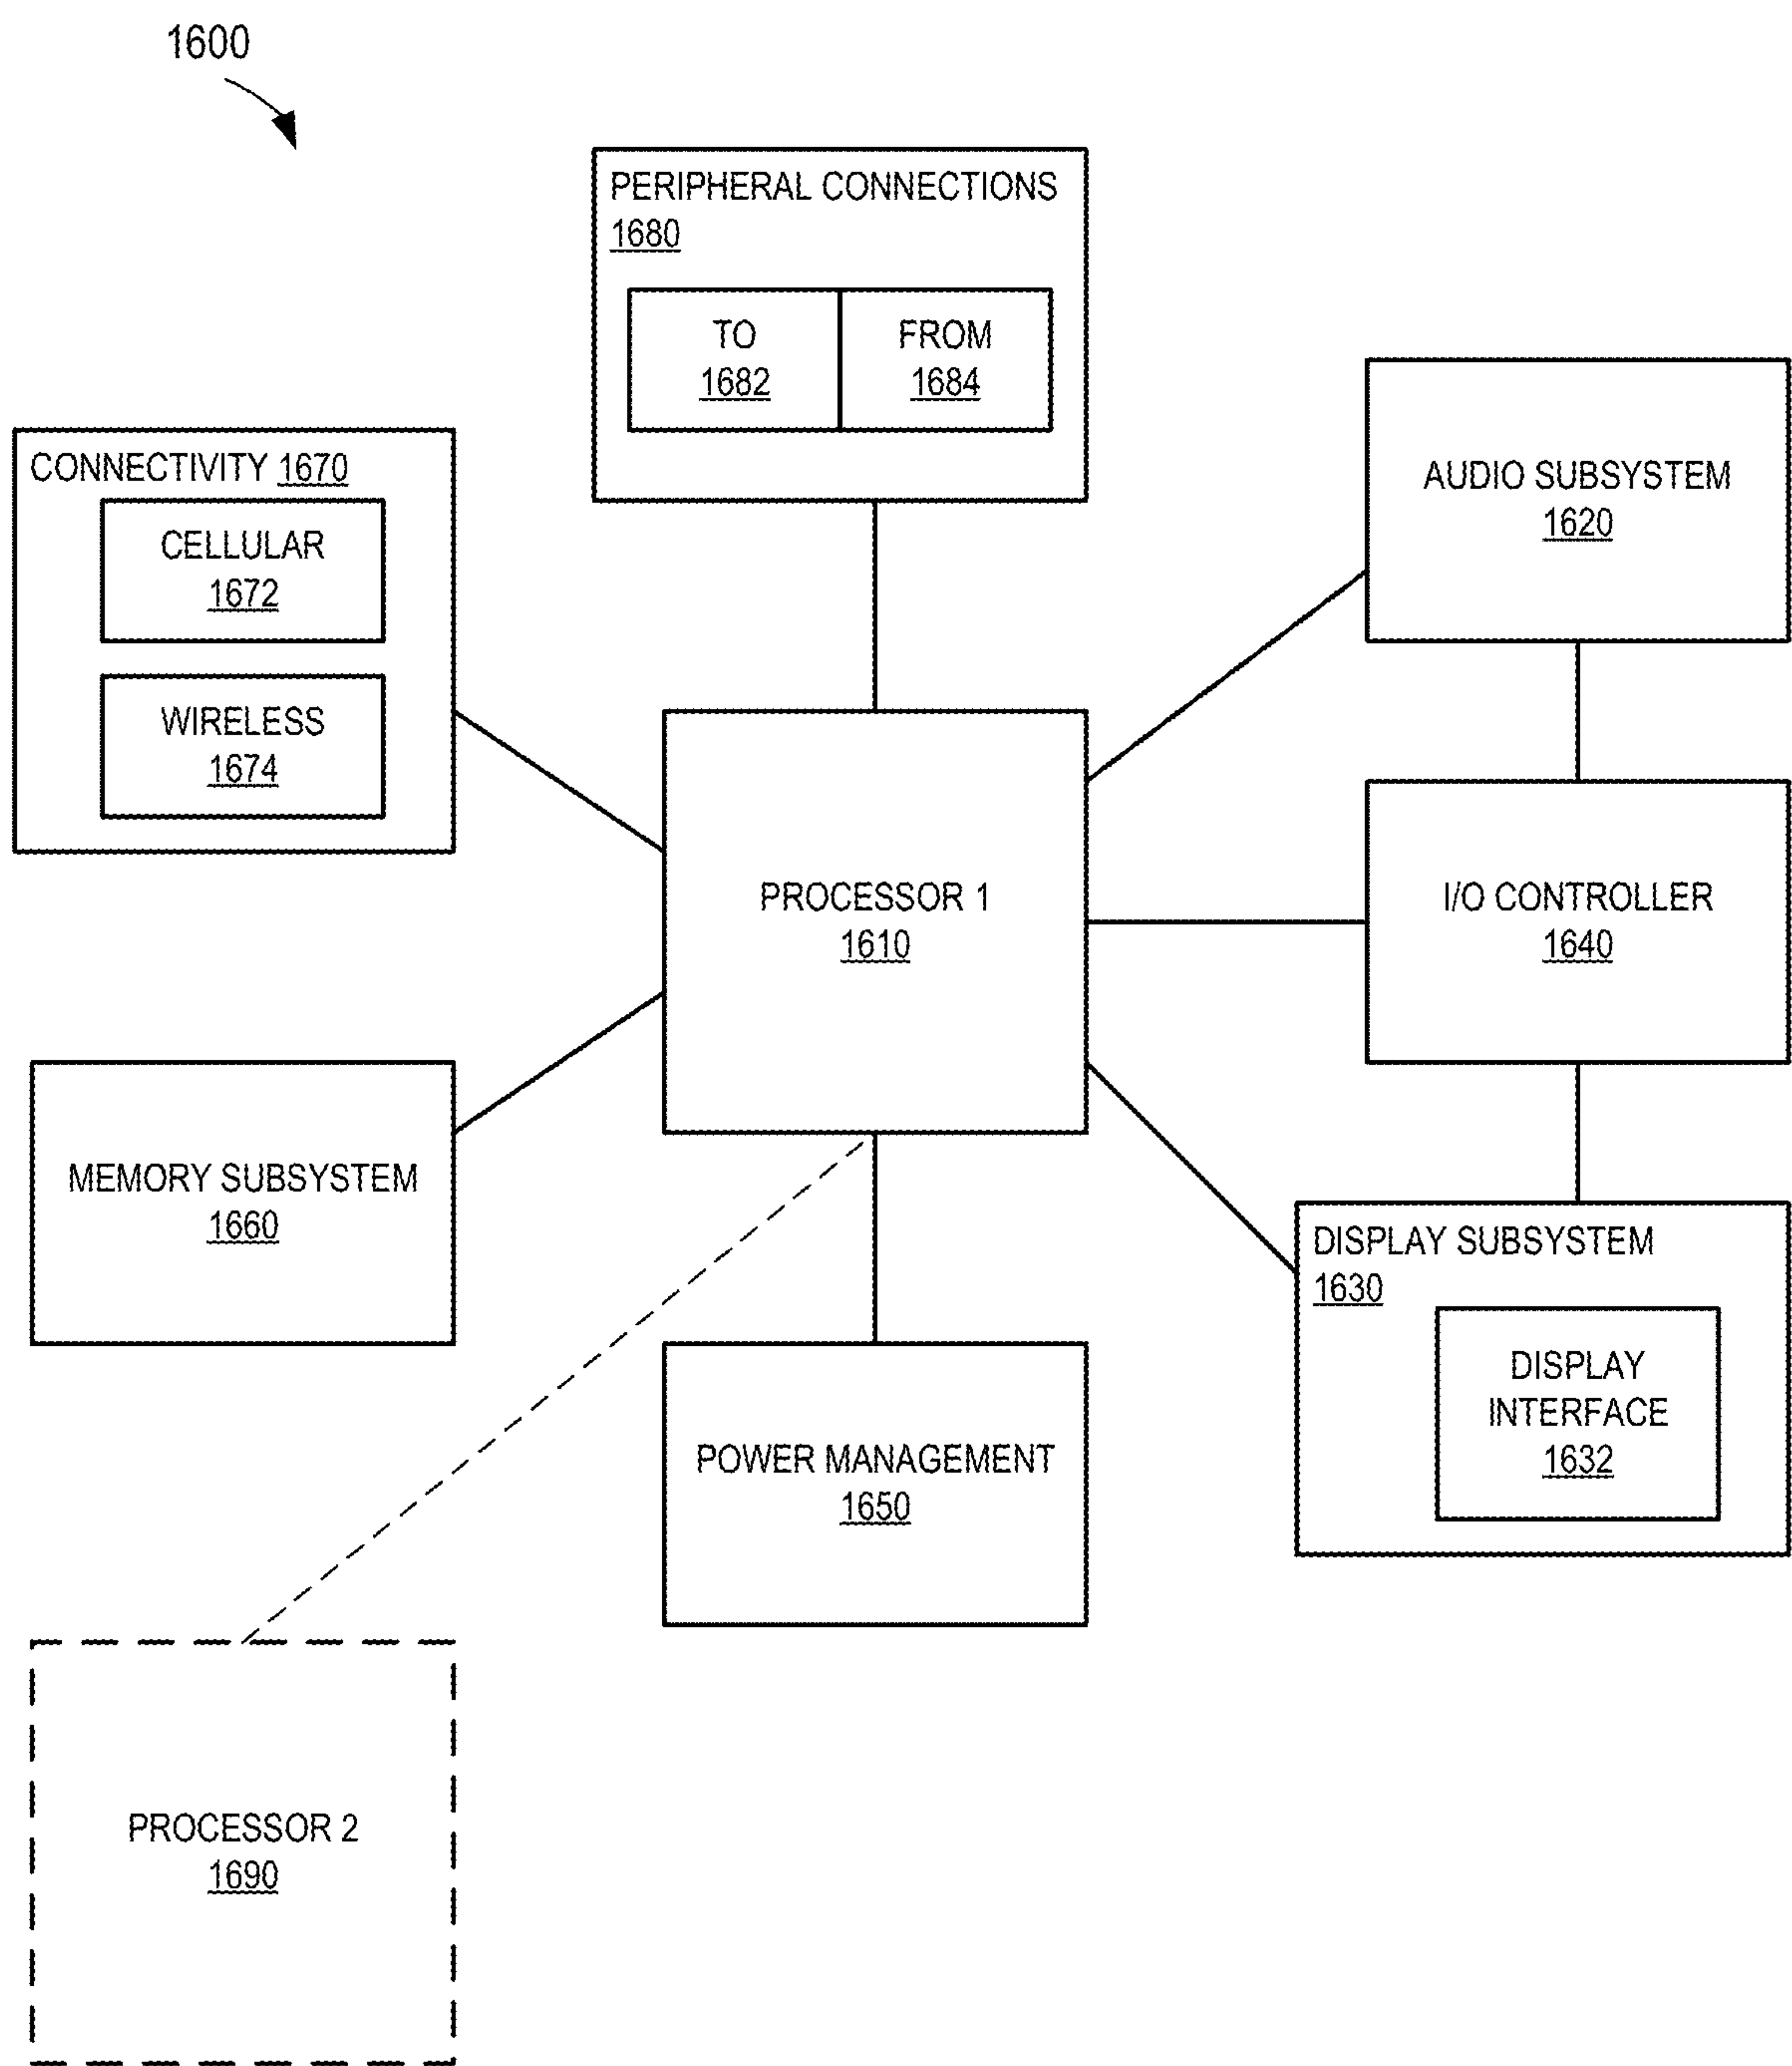 1600
PERIPHERAL CONNECTIONS
1680
TO
1682
FROM
1684
CONNECTIVITY 1670
CELLULAR
1672
WIRELESS
1674
AUDIO SUBSYSTEM
1620
PROCESSOR 1
1610
I/O CONTROLLER
1640
MEMORY SUBSYSTEM
1660
DISPLAY SUBSYSTEM
1630
DISPLAY
INTERFACE
1632
POWER MANAGEMENT
1650
PROCESSOR 2
1690